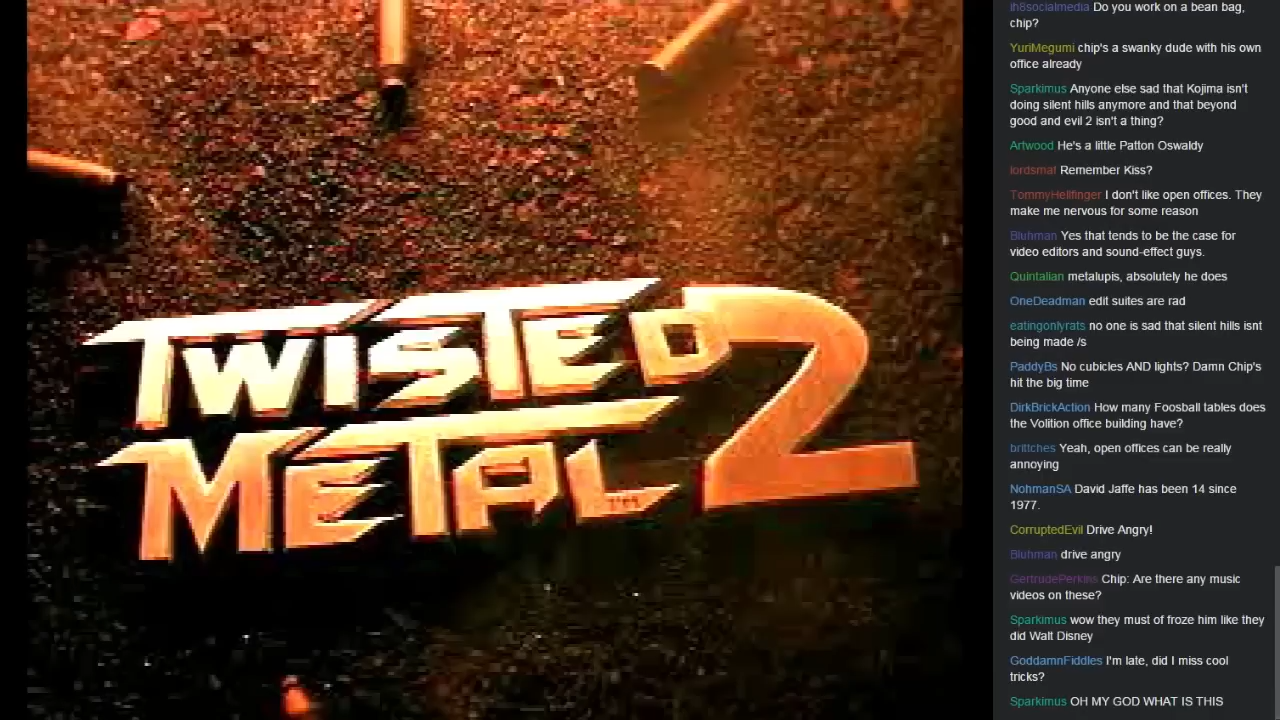 TWISTED
METAL 2
™
ih8socialmedia Do you work on a bean bag,
chip?
YuriMegumi chip's a swanky dude with his own
office already
Sparkimus Anyone else sad that Kojima isn't
doing silent hills anymore and that beyond
good and evil 2 isn't a thing?
Artwood He's a little Patton Oswaldy
lordsmaf Remember Kiss?
TommyHellfinger I don't like open offices. They
make me nervous for some reason
Bluhman Yes that tends to be the case for
video editors and sound-effect guys.
Quintalian metalupis, absolutely he does
OneDeadman edit suites are rad
eatingonlyrats no one is sad that silent hills isnt
being made /s
PaddyBs No cubicles AND lights? Damn Chip's
hit the big time
DirkBrickAction How many Foosball tables does
the Volition office building have?
brittches Yeah, open offices can be really
annoying
NohmanSA David Jaffe has been 14 since
1977.
CorruptedEvil Drive Angry!
Bluhman drive angry
GertrudePerkins Chip: Are there any music
videos on these?
Sparkimus wow they must of froze him like they
did Walt Disney
GoddamnFiddles I'm late, did I miss cool
tricks?
Sparkimus OH MY GOD WHAT IS THIS